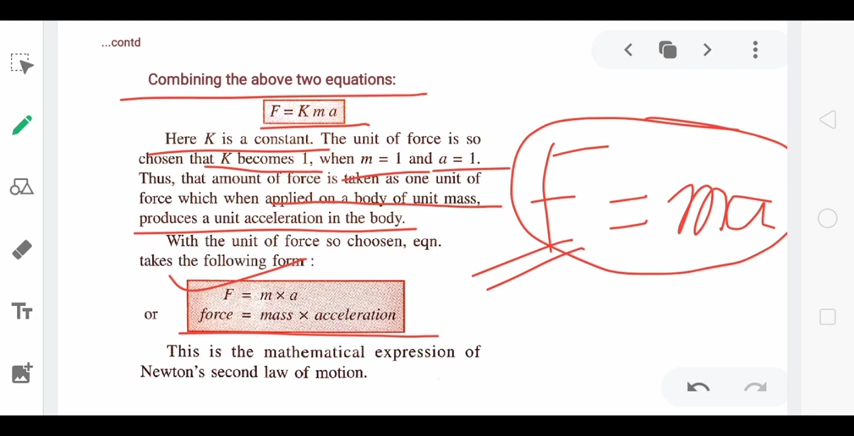 ...contd
Combining the above two equations:
F = K m a
Here K is a constant. The unit of force is so
chosen that K becomes 1, when m = 1 and a = 1.
Thus, that amount of force is taken as one unit of
force which when applied on a body of unit mass,
produces a unit acceleration in the body.
With the unit of force so choosen, eqn.
takes the following form :
F = m × a
or force = mass × acceleration
This is the mathematical expression of
Newton's second law of motion.
F = ma
TT